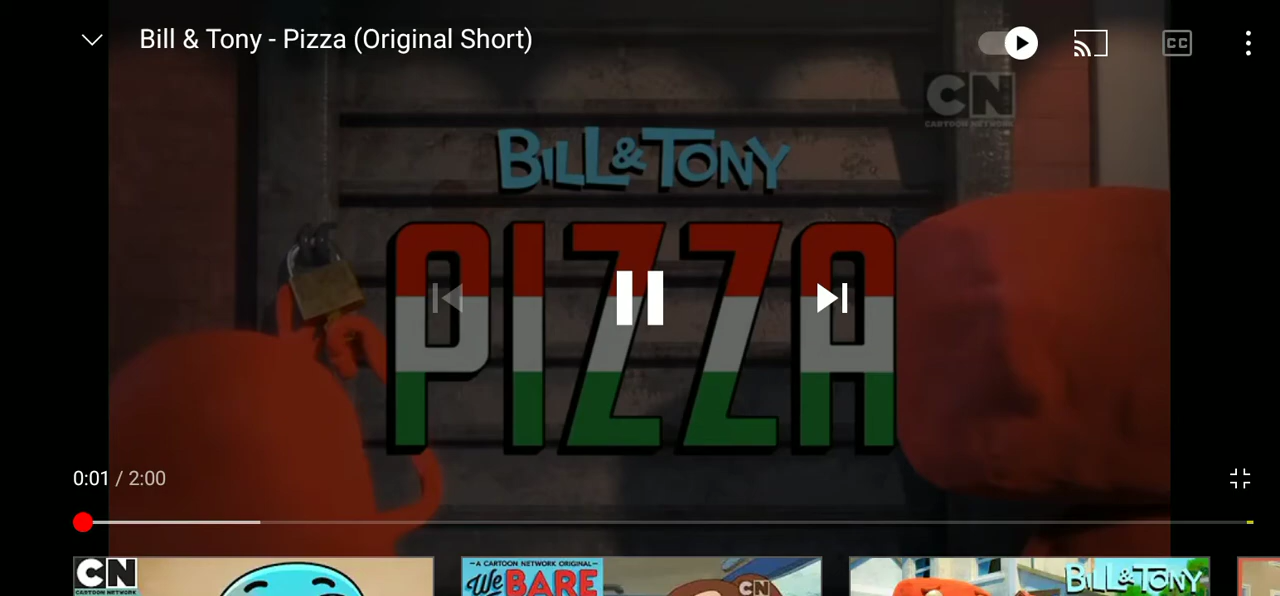 Bill & Tony - Pizza (Original Short)
CC
CN
CARTOON NETWORK
BILL & TONY
PIZZA
0:01 / 2:00
CN
CARTOON NETWORK
-A CARTOON NETWORK ORIGINAL-
We BARE
CN
BILL & TONY